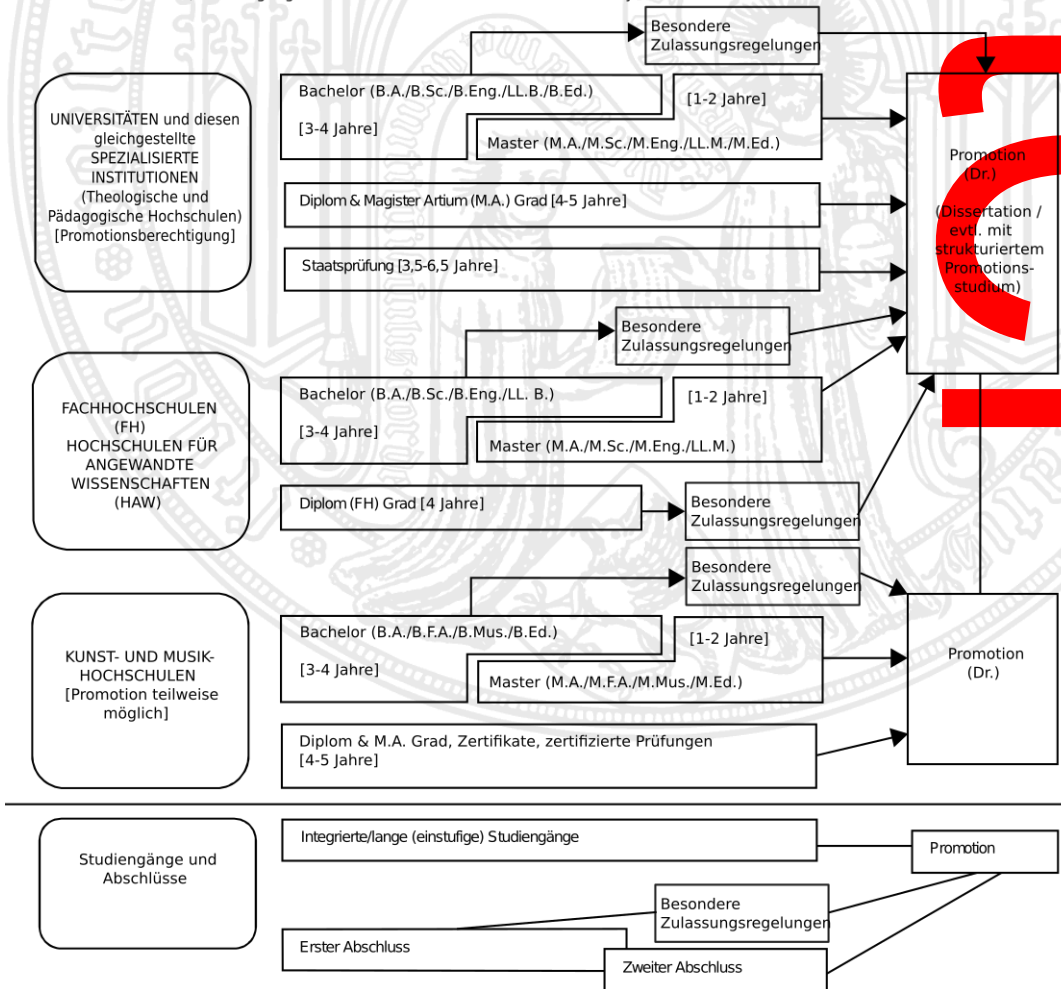 Besondere
Zulassungsregelungen
UNIVERSITÄTEN und diesen
gleichgestellte
SPEZIALISIERTE
INSTITUTIONEN
(Theologische und
Pädagogische Hochschulen)
[Promotionsberechtigung]
Bachelor (B.A./B.Sc./B.Eng./LL.B./B.Ed.)
[3-4 Jahre]
[1-2 Jahre]
Master (M.A./M.Sc./M.Eng./LL.M./M.Ed.)
Diplom & Magister Artium (M.A.) Grad [4-5 Jahre]
Staatsprüfung [3,5-6,5 Jahre]
Promotion
(Dr.)
(Dissertation /
evtl. mit
strukturiertem
Promotions-
studium)
Besondere
Zulassungsregelungen
FACHHOCHSCHULEN
(FH)
HOCHSCHULEN FÜR
ANGEWANDTE
WISSENSCHAFTEN
(HAW)
Bachelor (B.A./B.Sc./B.Eng./LL. B.)
[3-4 Jahre]
[1-2 Jahre]
Master (M.A./M.Sc./M.Eng./LL.M.)
Diplom (FH) Grad [4 Jahre]
Besondere
Zulassungsregelungen
Besondere
Zulassungsregelungen
KUNST- UND MUSIK-
HOCHSCHULEN
[Promotion teilweise
möglich]
Bachelor (B.A./B.F.A./B.Mus./B.Ed.)
[3-4 Jahre]
[1-2 Jahre]
Master (M.A./M.F.A./M.Mus./M.Ed.)
Diplom & M.A. Grad, Zertifikate, zertifizierte Prüfungen
[4-5 Jahre]
Promotion
(Dr.)
Studiengänge und
Abschlüsse
Integrierte/lange (einstufige) Studiengänge
Promotion
Besondere
Zulassungsregelungen
Erster Abschluss
Zweiter Abschluss